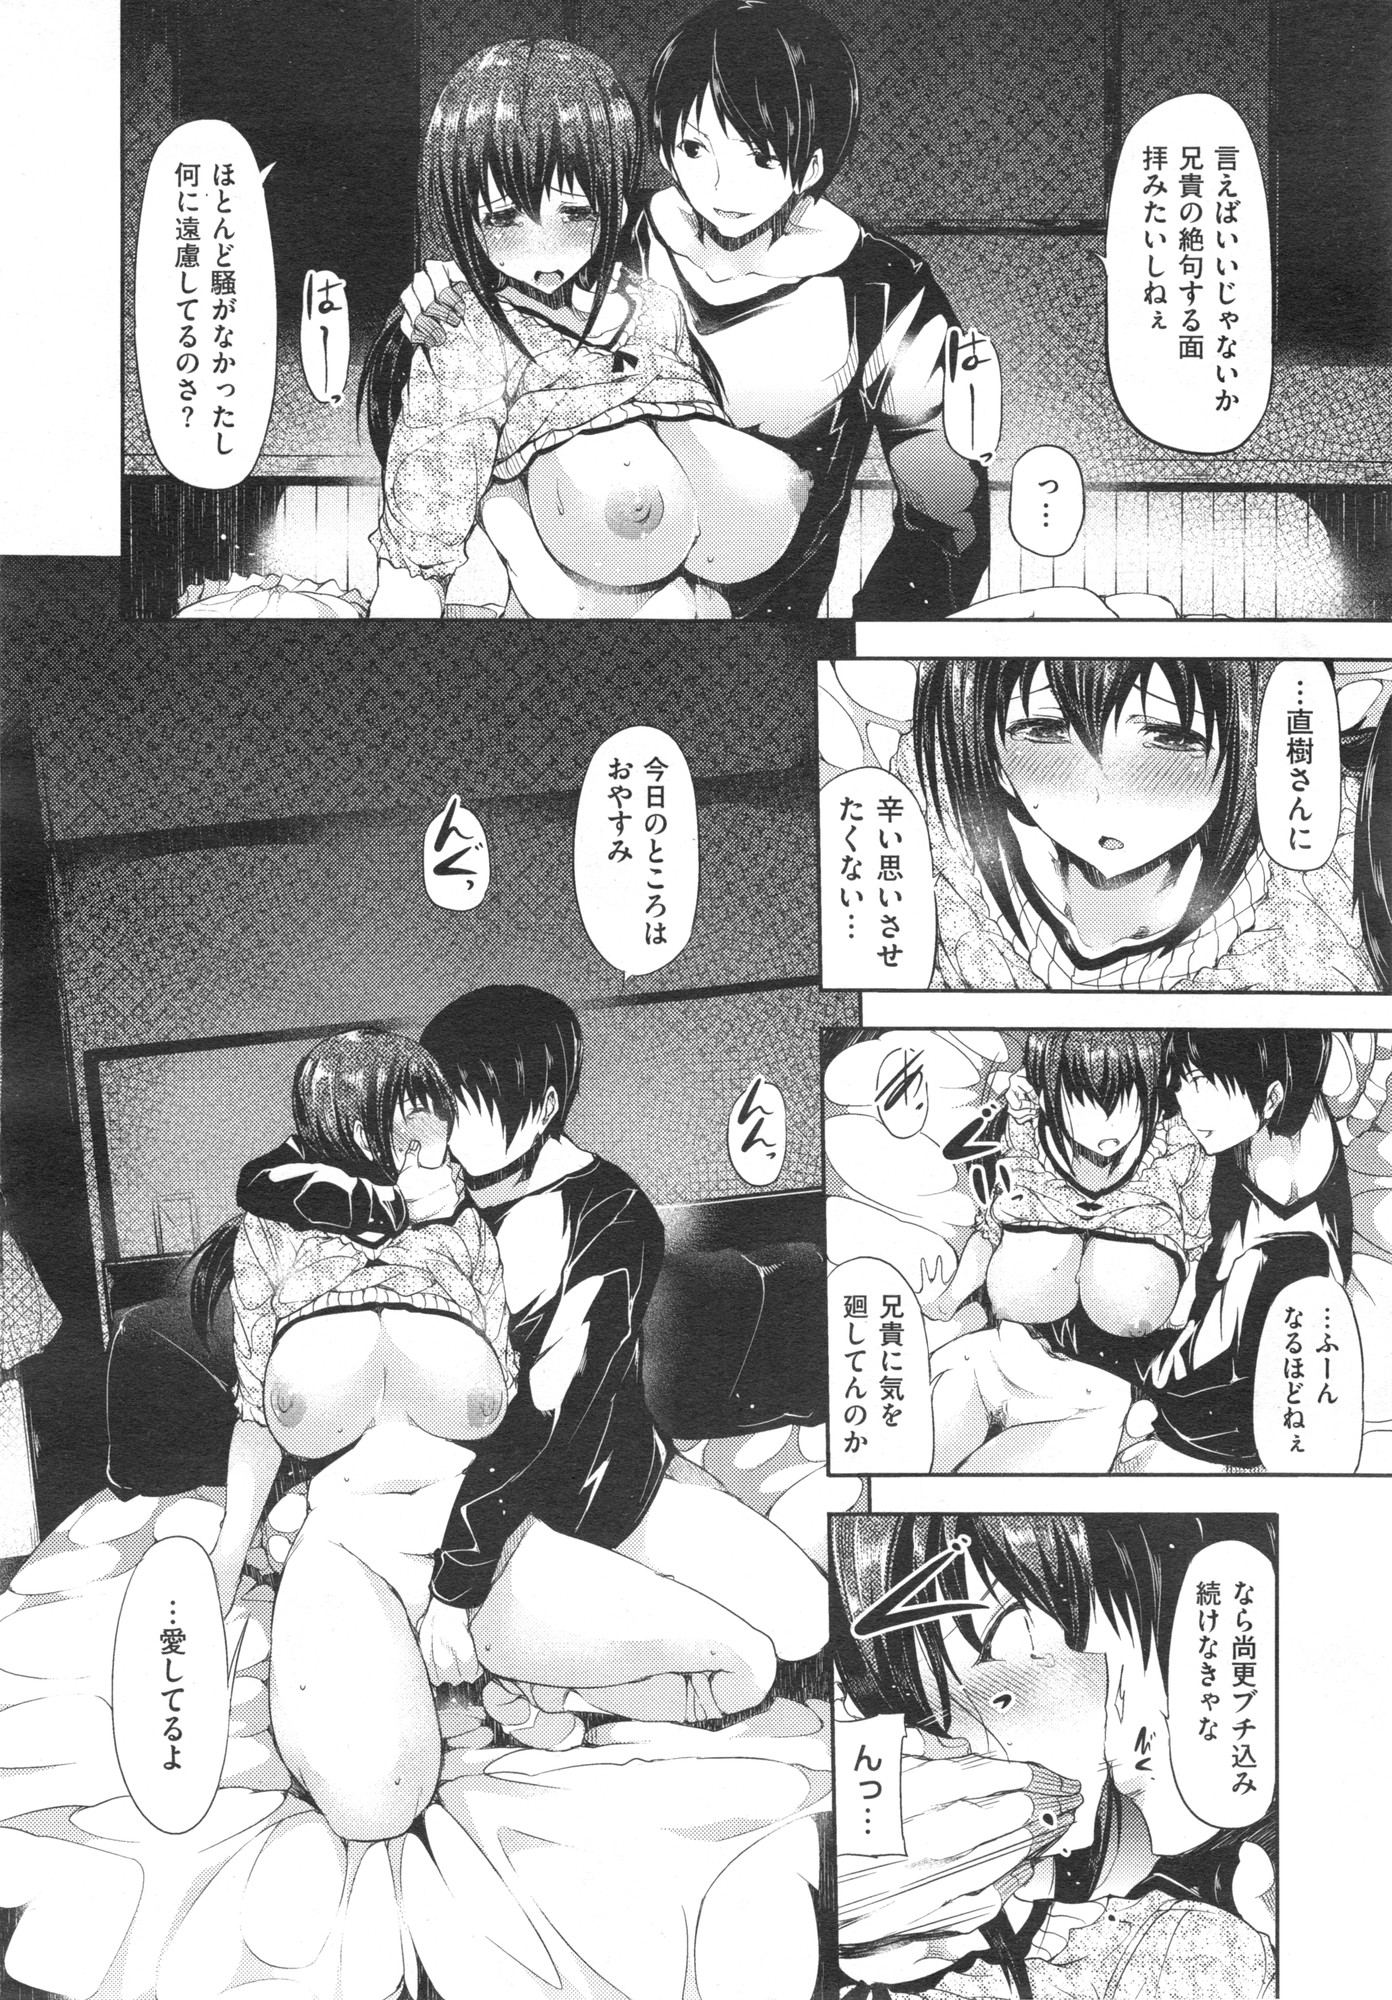 言えばいいじゃないか
兄貴の絶句する面
拝みたいしねぇ
はーっ
っ…
はーっ
ほとんど騒がなかったし
何に遠慮してるのさ？
…直樹さんに
辛い思いさせ
たくない…
…ふーん
なるほどねぇ
あ、
兄貴に気を
廻してんのか
なら尚更ブチ込み
続けなきゃな
んっ…
今日のところは
おやすみ
んぐっ
んんっ
…愛してるよ